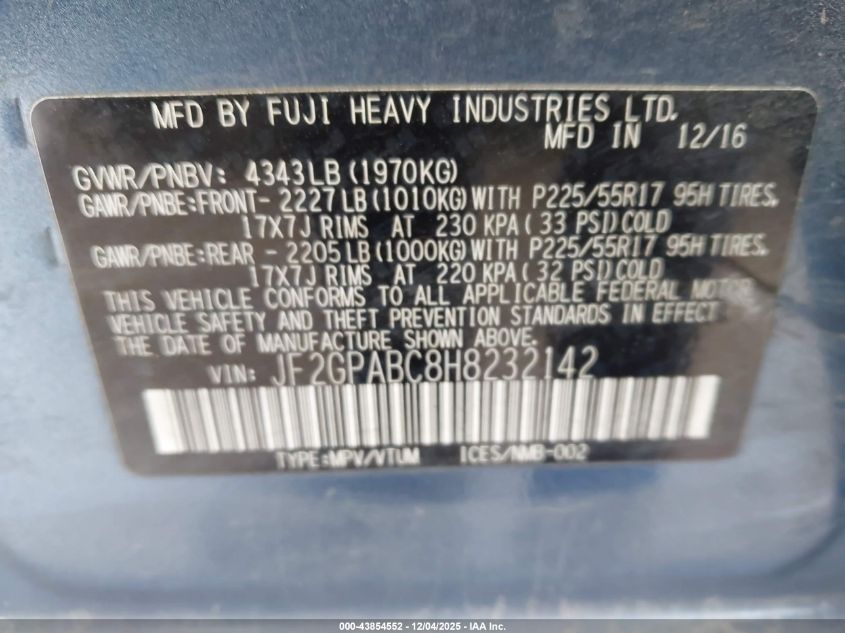 MFD BY FUJI HEAVY INDUSTRIES LTD.
MFD IN 12/16
GVWR/PNBV: 4343LB (1970KG)
GAWR/PNBE:FRONT- 2227LB (1010KG) WITH P225/55R17 95H TIRES,
17X7J RIMS AT 230 KPA ( 33 PSI) COLD
GAWR/PNBE:REAR - 2205LB (1000KG) WITH P225/55R17 95H TIRES,
17X7J RIMS AT 220 KPA ( 32 PSI) COLD
THIS VEHICLE CONFORMS TO ALL APPLICABLE FEDERAL MOTOR
VEHICLE SAFETY AND THEFT PREVENTION STANDARDS IN EFFECT
THE DATE OF MANUFACTURE SHOWN ABOVE.
VIN: JF2GPABC8H8232142
TYPE:MPV/VTUM ICES/NMB-002
000-43854552 - 12/04/2025 - IAA Inc.